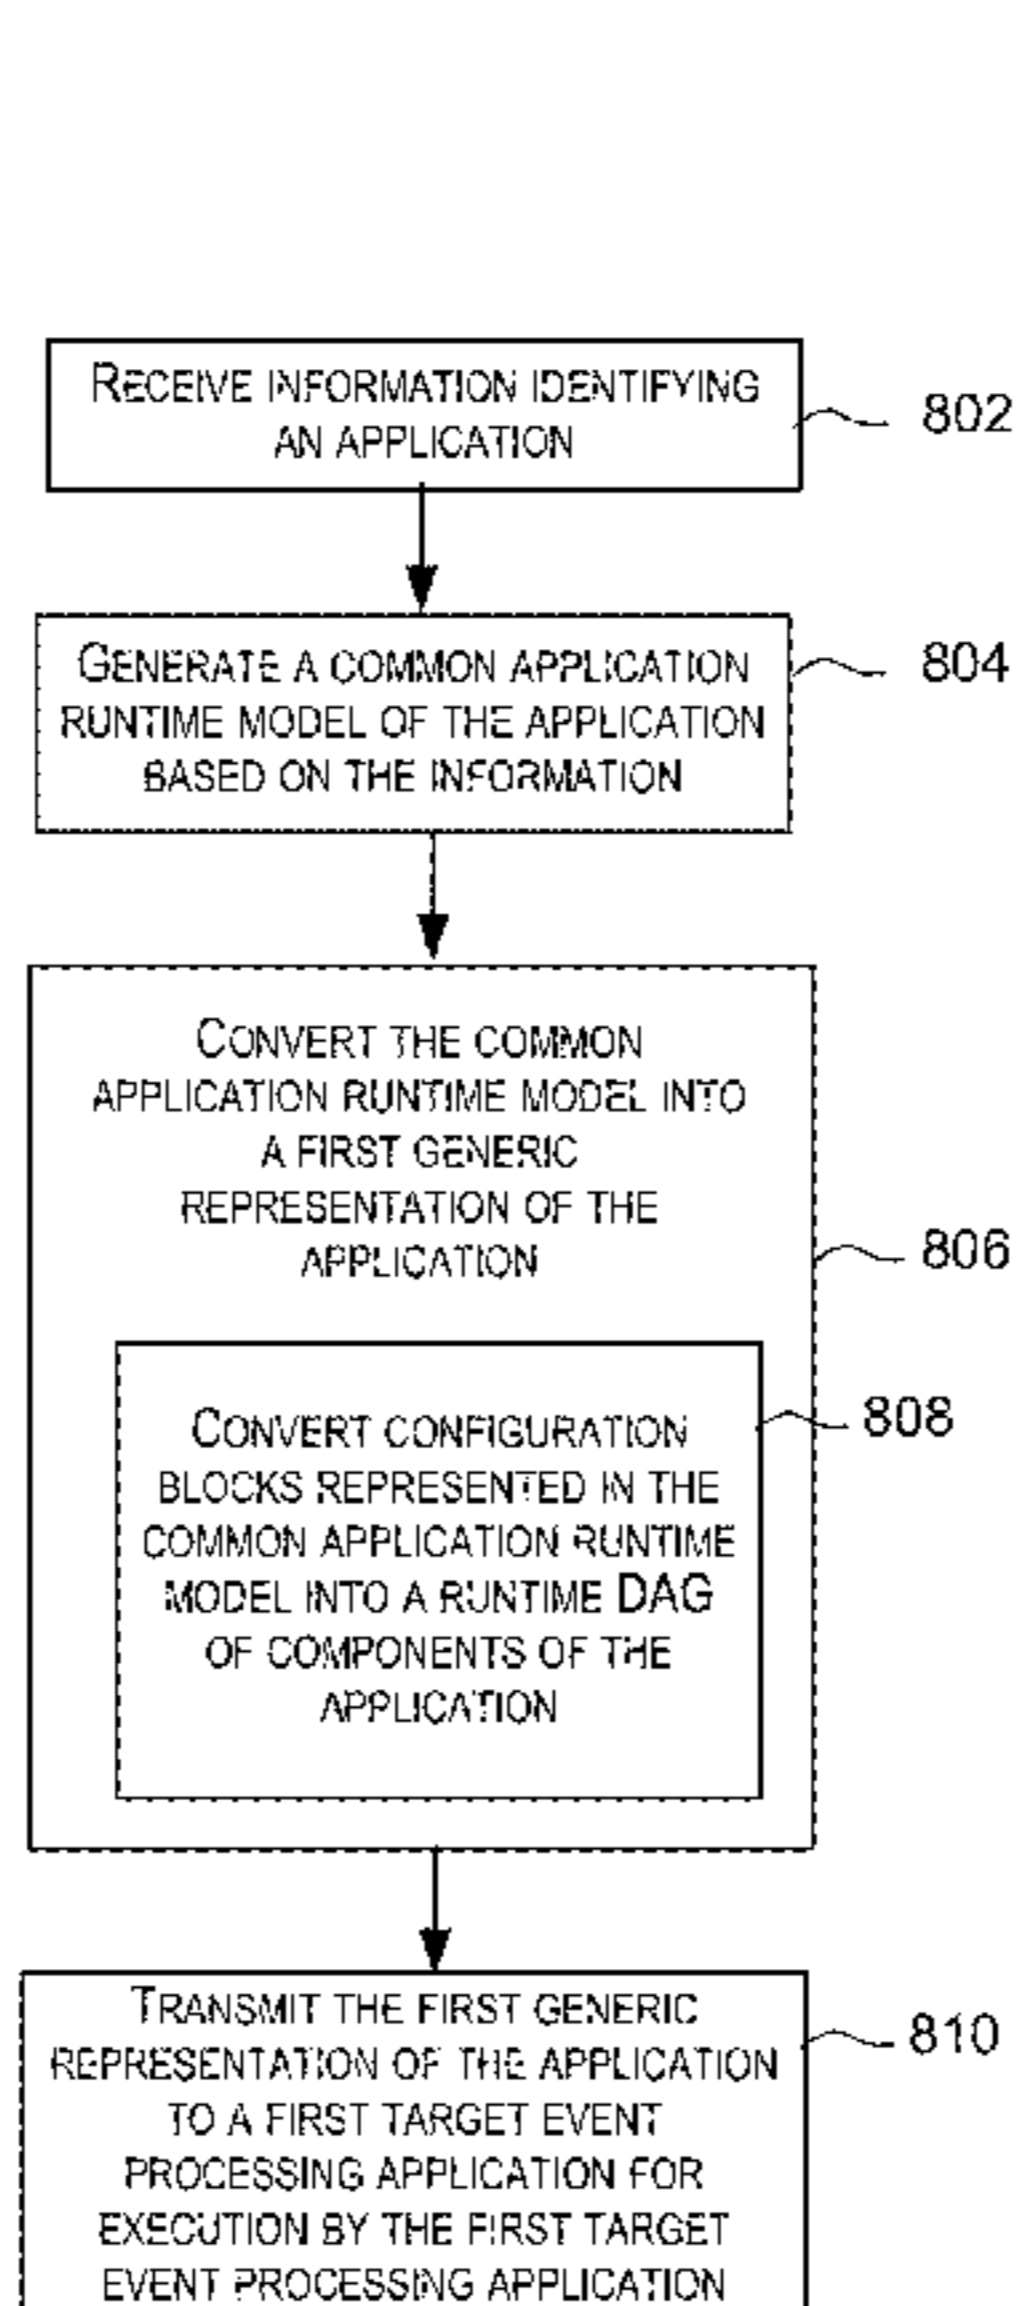 RECEIVE INFORMATION IDENTIFYING
AN APPLICATION
802
GENERATE A COMMON APPLICATION
RUNTIME MODEL OF THE APPLICATION
BASED ON THE INFORMATION
804
CONVERT THE COMMON
APPLICATION RUNTIME MODEL INTO
A FIRST GENERIC
REPRESENTATION OF THE
APPLICATION
806
CONVERT CONFIGURATION
BLOCKS REPRESENTED IN THE
COMMON APPLICATION RUNTIME
MODEL INTO A RUNTIME DAG
OF COMPONENTS OF THE
APPLICATION
808
TRANSMIT THE FIRST GENERIC
REPRESENTATION OF THE APPLICATION
TO A FIRST TARGET EVENT
PROCESSING APPLICATION FOR
EXECUTION BY THE FIRST TARGET
EVENT PROCESSING APPLICATION
810